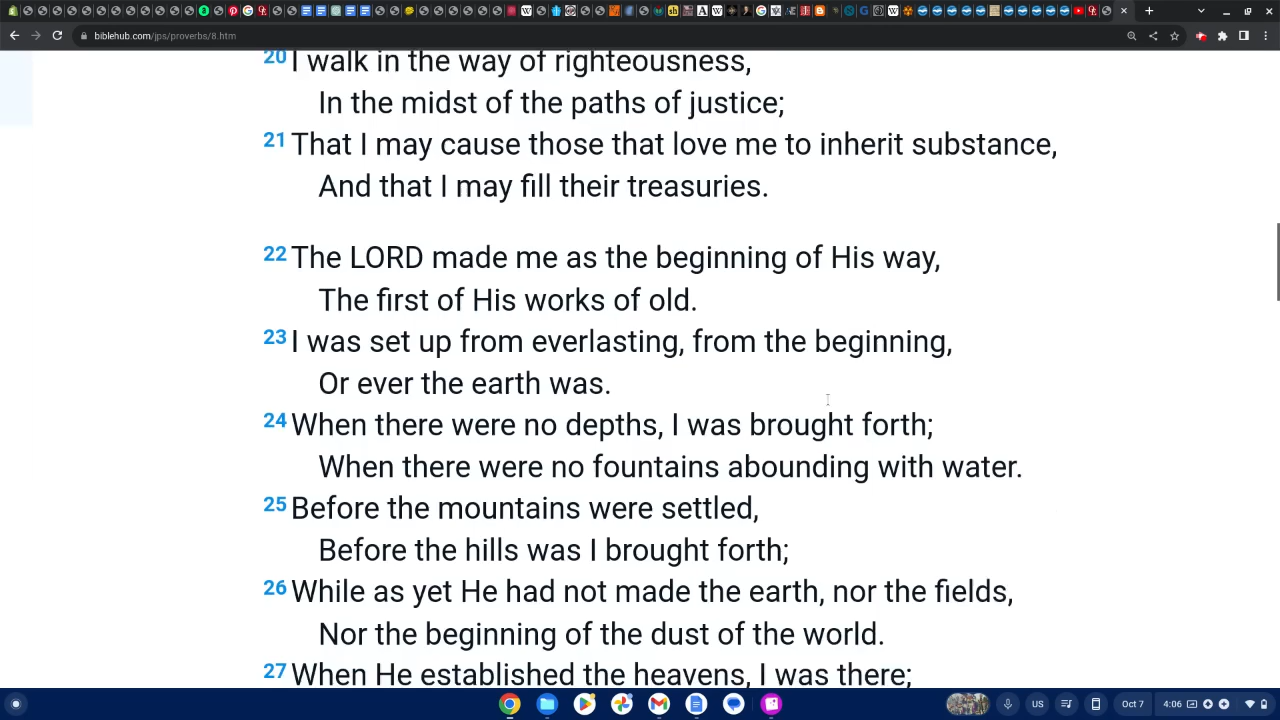 biblehub.com/jps/proverbs/8.htm
20 I walk in the way of righteousness,
In the midst of the paths of justice;
21 That I may cause those that love me to inherit substance,
And that I may fill their treasuries.
22 The LORD made me as the beginning of His way,
The first of His works of old.
23 I was set up from everlasting, from the beginning,
Or ever the earth was.
24 When there were no depths, I was brought forth;
When there were no fountains abounding with water.
25 Before the mountains were settled,
Before the hills was I brought forth;
26 While as yet He had not made the earth, nor the fields,
Nor the beginning of the dust of the world.
27 When He established the heavens, I was there;
US
Oct 7
4:06